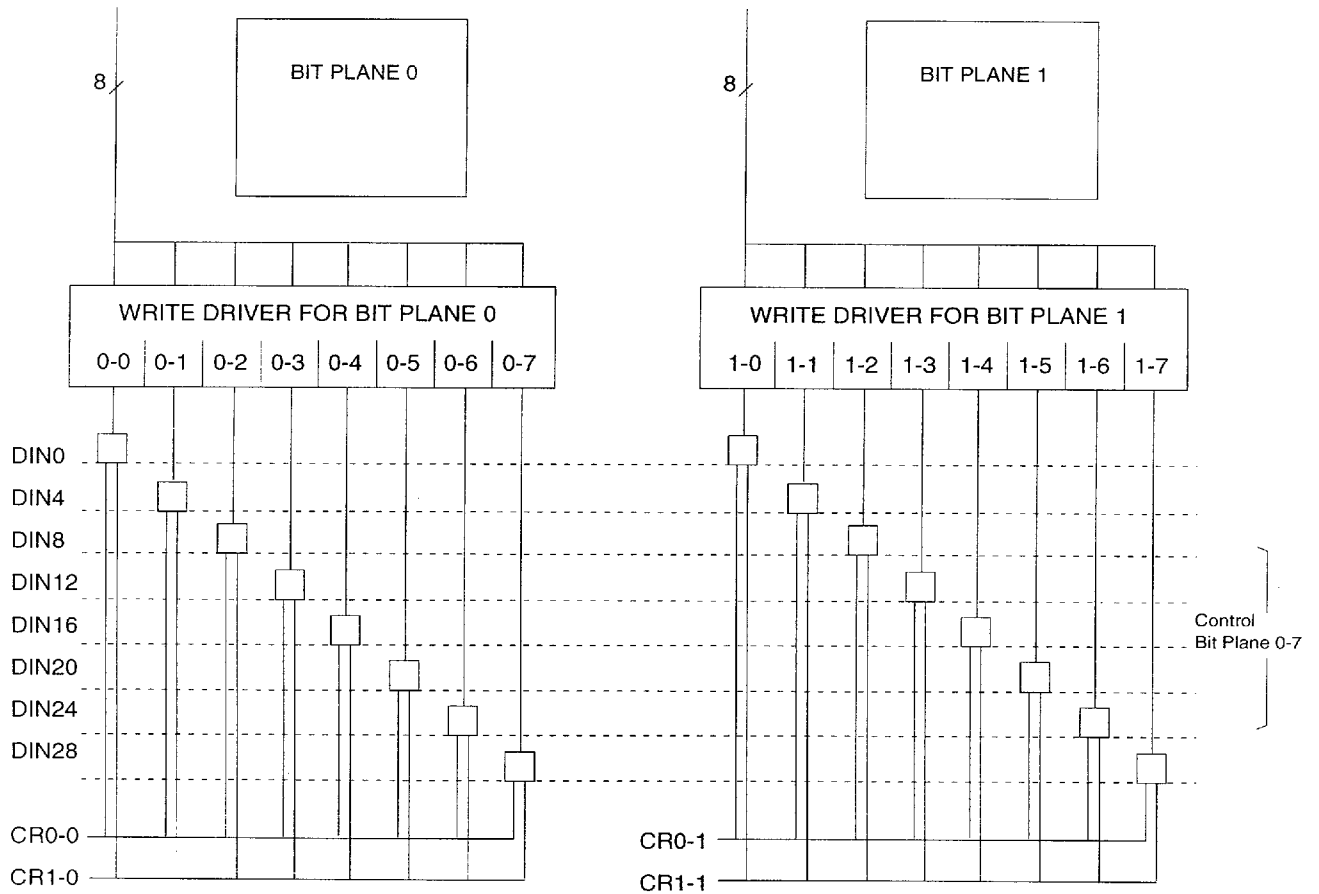 BIT PLANE 0
BIT PLANE 1
8
8
WRITE DRIVER FOR BIT PLANE 0
WRITE DRIVER FOR BIT PLANE 1
0-0 0-1 0-2 0-3 0-4 0-5 0-6 0-7
1-0 1-1 1-2 1-3 1-4 1-5 1-6 1-7
DIN0
DIN4
DIN8
DIN12
DIN16
DIN20
DIN24
DIN28
Control
Bit Plane 0-7
CR0-0
CR1-0
CR0-1
CR1-1